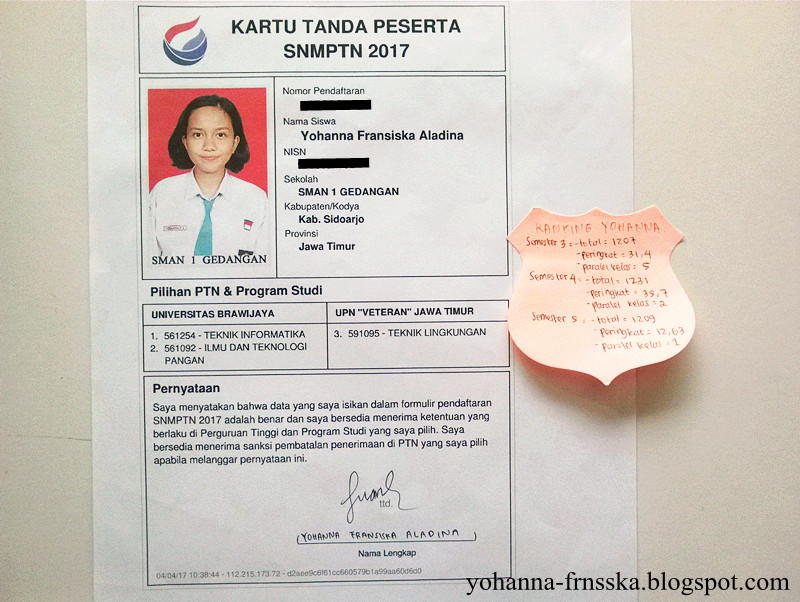 KARTU TANDA PESERTA
SNMPTN 2017
Nomor Pendaftaran
Nama Siswa
Yohanna Fransiska Aladina
NISN
Sekolah
SMAN 1 GEDANGAN
Kabupaten/Kodya
Kab. Sidoarjo
Provinsi
Jawa Timur
SMAN 1 GEDANGAN
Pilihan PTN & Program Studi
UNIVERSITAS BRAWIJAYA
1. 561254 - TEKNIK INFORMATIKA
2. 561092 - ILMU DAN TEKNOLOGI
PANGAN
UPN "VETERAN" JAWA TIMUR
3. 591095 - TEKNIK LINGKUNGAN
Pernyataan
Saya menyatakan bahwa data yang saya isikan dalam formulir pendaftaran
SNMPTN 2017 adalah benar dan saya bersedia menerima ketentuan yang
berlaku di Perguruan Tinggi dan Program Studi yang saya pilih. Saya
bersedia menerima sanksi pembatalan penerimaan di PTN yang saya pilih
apabila melanggar pernyataan ini.
ttd.
(YOHANNA FRANSISKA ALADINA)
Nama Lengkap
04/04/17 10:38:44 - 112.215.173.72 -
RANKING YOHANNA
Semester 3 = - total = 1207
- peringkat = 31,4
- paralel kelas = 5
Semester 4 = - total = 1231
- peringkat = 35,7
- paralel kelas = 2
Semester 5 = - total = 1209
- peringkat = 12,63
- paralel kelas = 1
yohanna-frnsska.blogspot.com